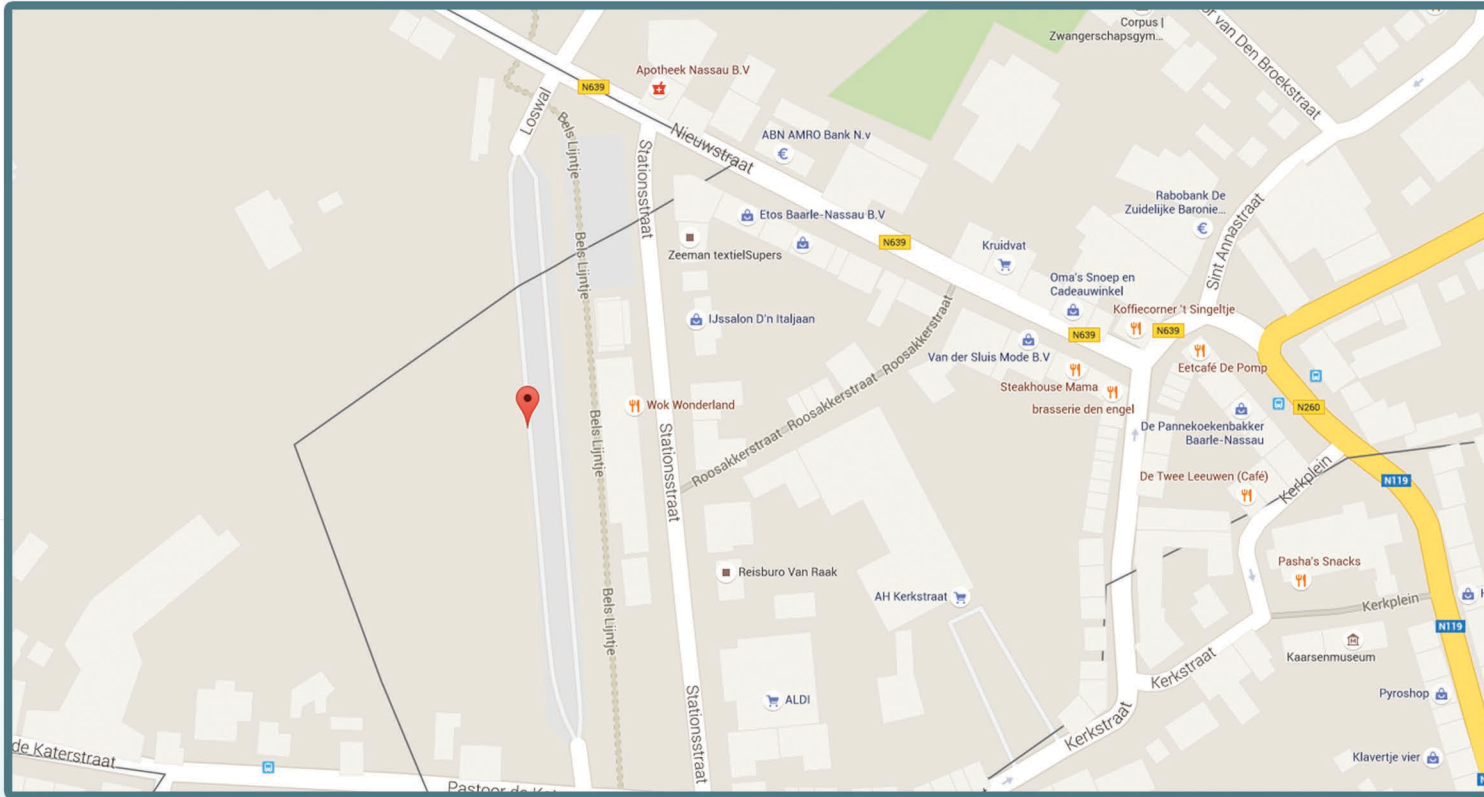 Corpus |
Zwangerschapsgym...
or van Den Broekstraat
Apotheek Nassau B.V
N639
Loswal
Bels Lijntje
Stationsstraat
Nieuwstraat
ABN AMRO Bank N.v
Rabobank De
Zuidelijke Baronie...
Sint Annastraat
Etos Baarle-Nassau B.V
Zeeman textielSupers
N639
Kruidvat
Bels Lijntje
Oma's Snoep en
Cadeauwinkel
Koffiecorner 't Singeltje
IJssalon D'n Italjaan
N639
N639
Van der Sluis Mode B.V
Eetcafé De Pomp
Steakhouse Mama
brasserie den engel
Roosakkerstraat Roosakkerstraat Roosakkerstraat
Wok Wonderland
Bels Lijntje
Stationsstraat
N260
De Pannekoekenbakker
Baarle-Nassau
De Twee Leeuwen (Café)
Kerkplein
N119
Pasha's Snacks
Reisburo Van Raak
AH Kerkstraat
Bels Lijntje
Kerkplein
N119
Kaarsenmuseum
Kerkstraat
Pyroshop
ALDI
Stationsstraat
Kerkstraat
de Katerstraat
Klavertje vier
Pastoor de Kat